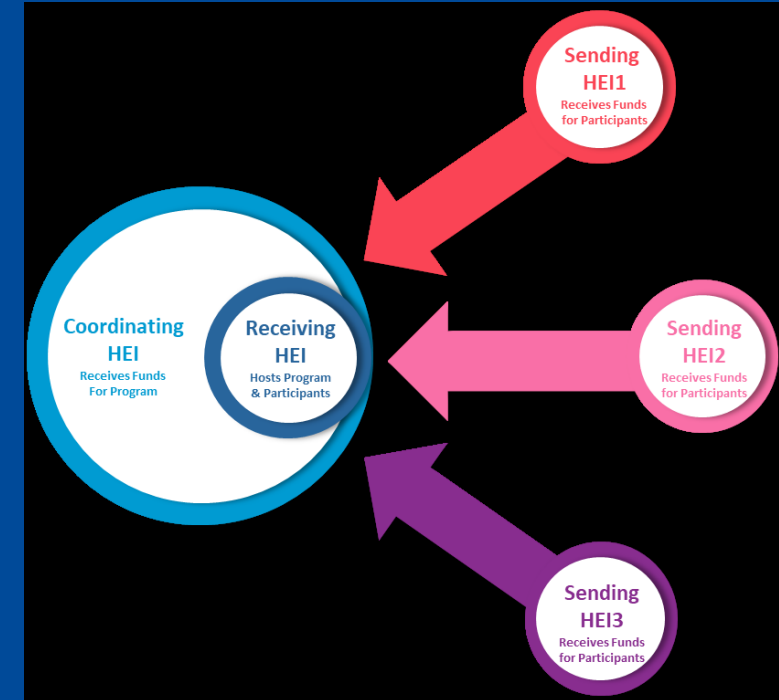 Sending
HEI1
Receives Funds
for Participants
Coordinating
HEI
Receives Funds
For Program
Receiving
HEI
Hosts Program
& Participants
Sending
HEI2
Receives Funds
for Participants
Sending
HEI3
Receives Funds
for Participants